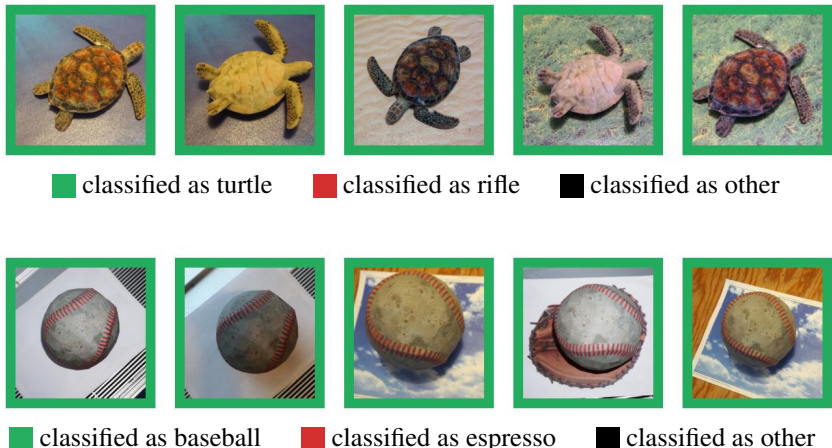 classified as turtle classified as rifle classified as other
classified as baseball classified as espresso classified as other